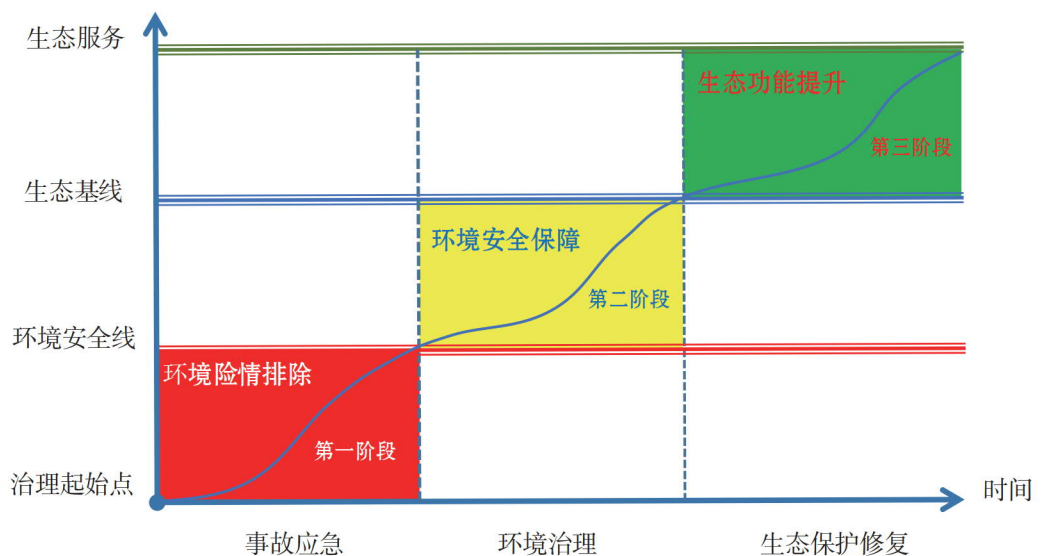 生态服务
生态功能提升
第三阶段
生态基线
环境安全保障
第二阶段
环境安全线
环境险情排除
第一阶段
治理起始点
时间
事故应急
环境治理
生态保护修复